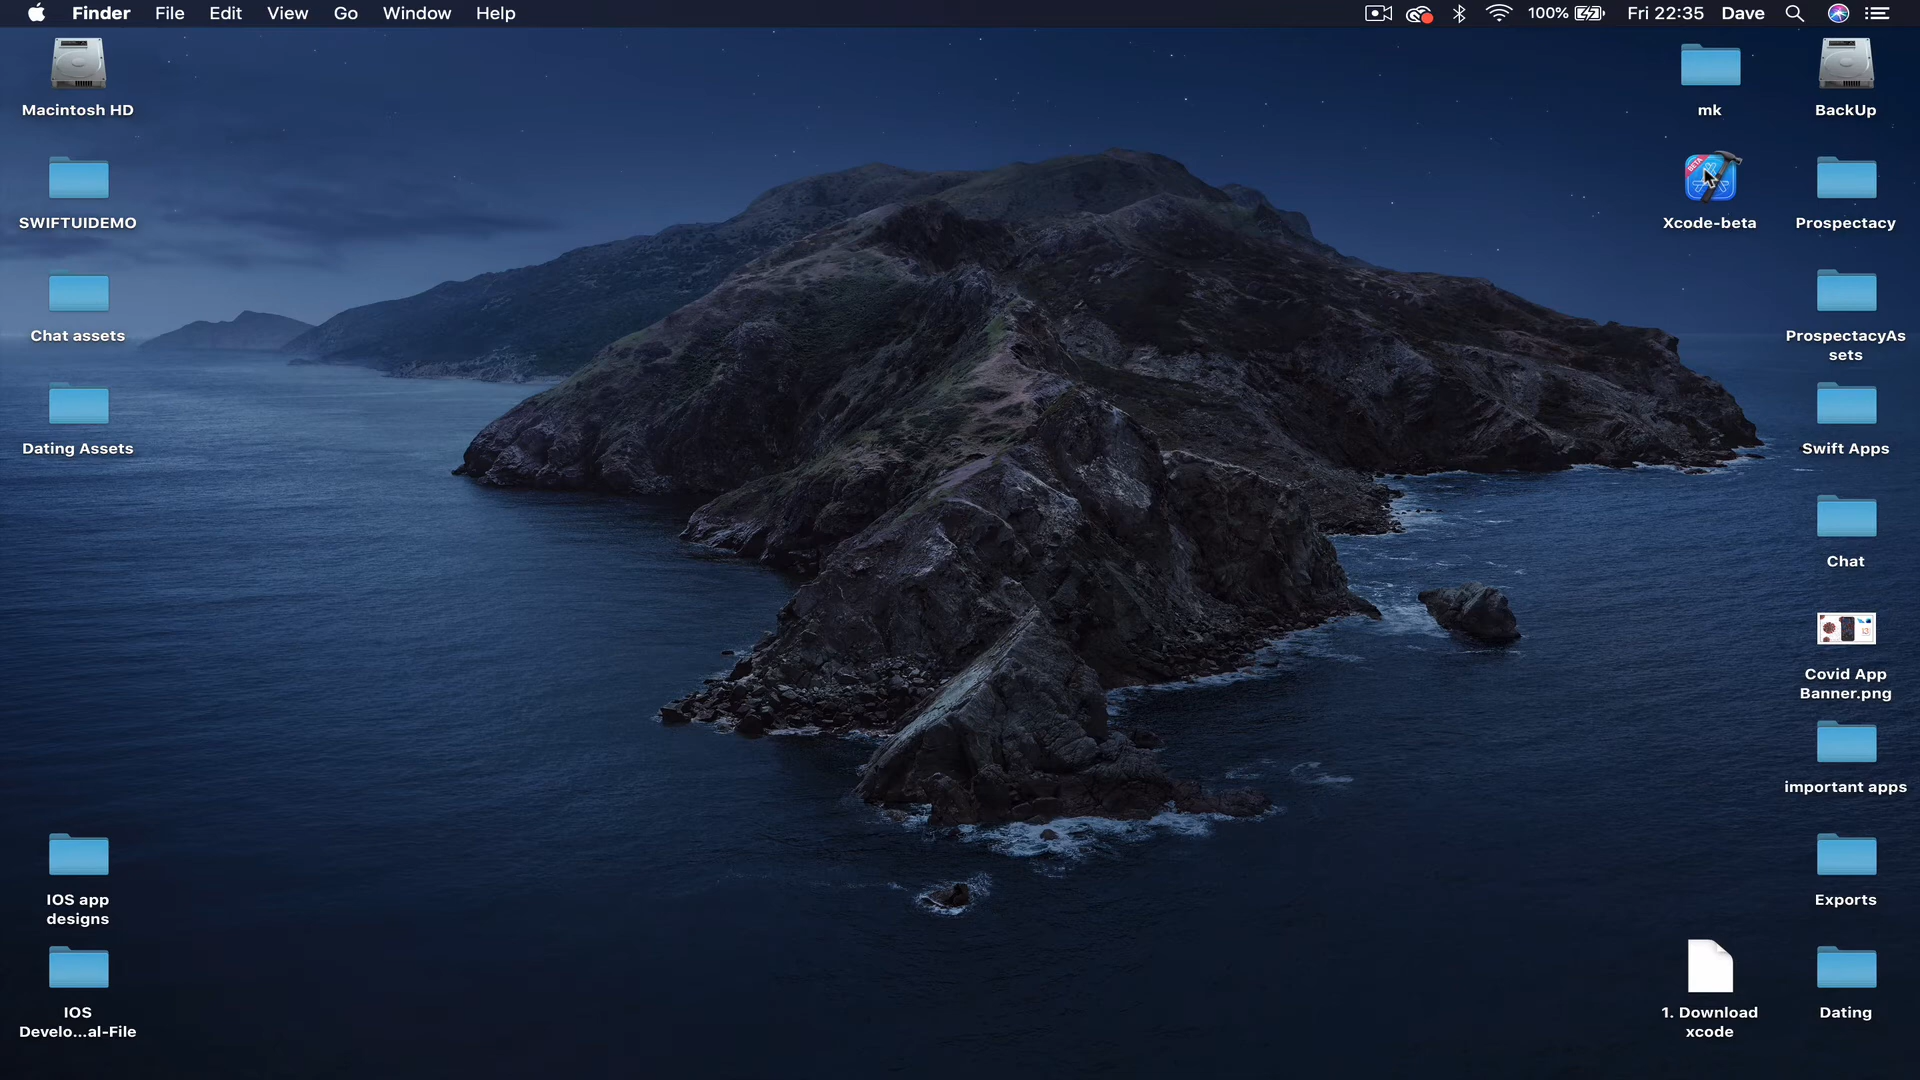 Finder File Edit View Go Window Help 100% Fri 22:35 Dave
Macintosh HD
SWIFTUIDEMO
Chat assets
Dating Assets
IOS app
designs
IOS
Develo...al-File
mk
BETA
Xcode-beta
1. Download
xcode
BackUp
Prospectacy
ProspectacyAs
sets
Swift Apps
Chat
Covid App
Banner.png
important apps
Exports
Dating